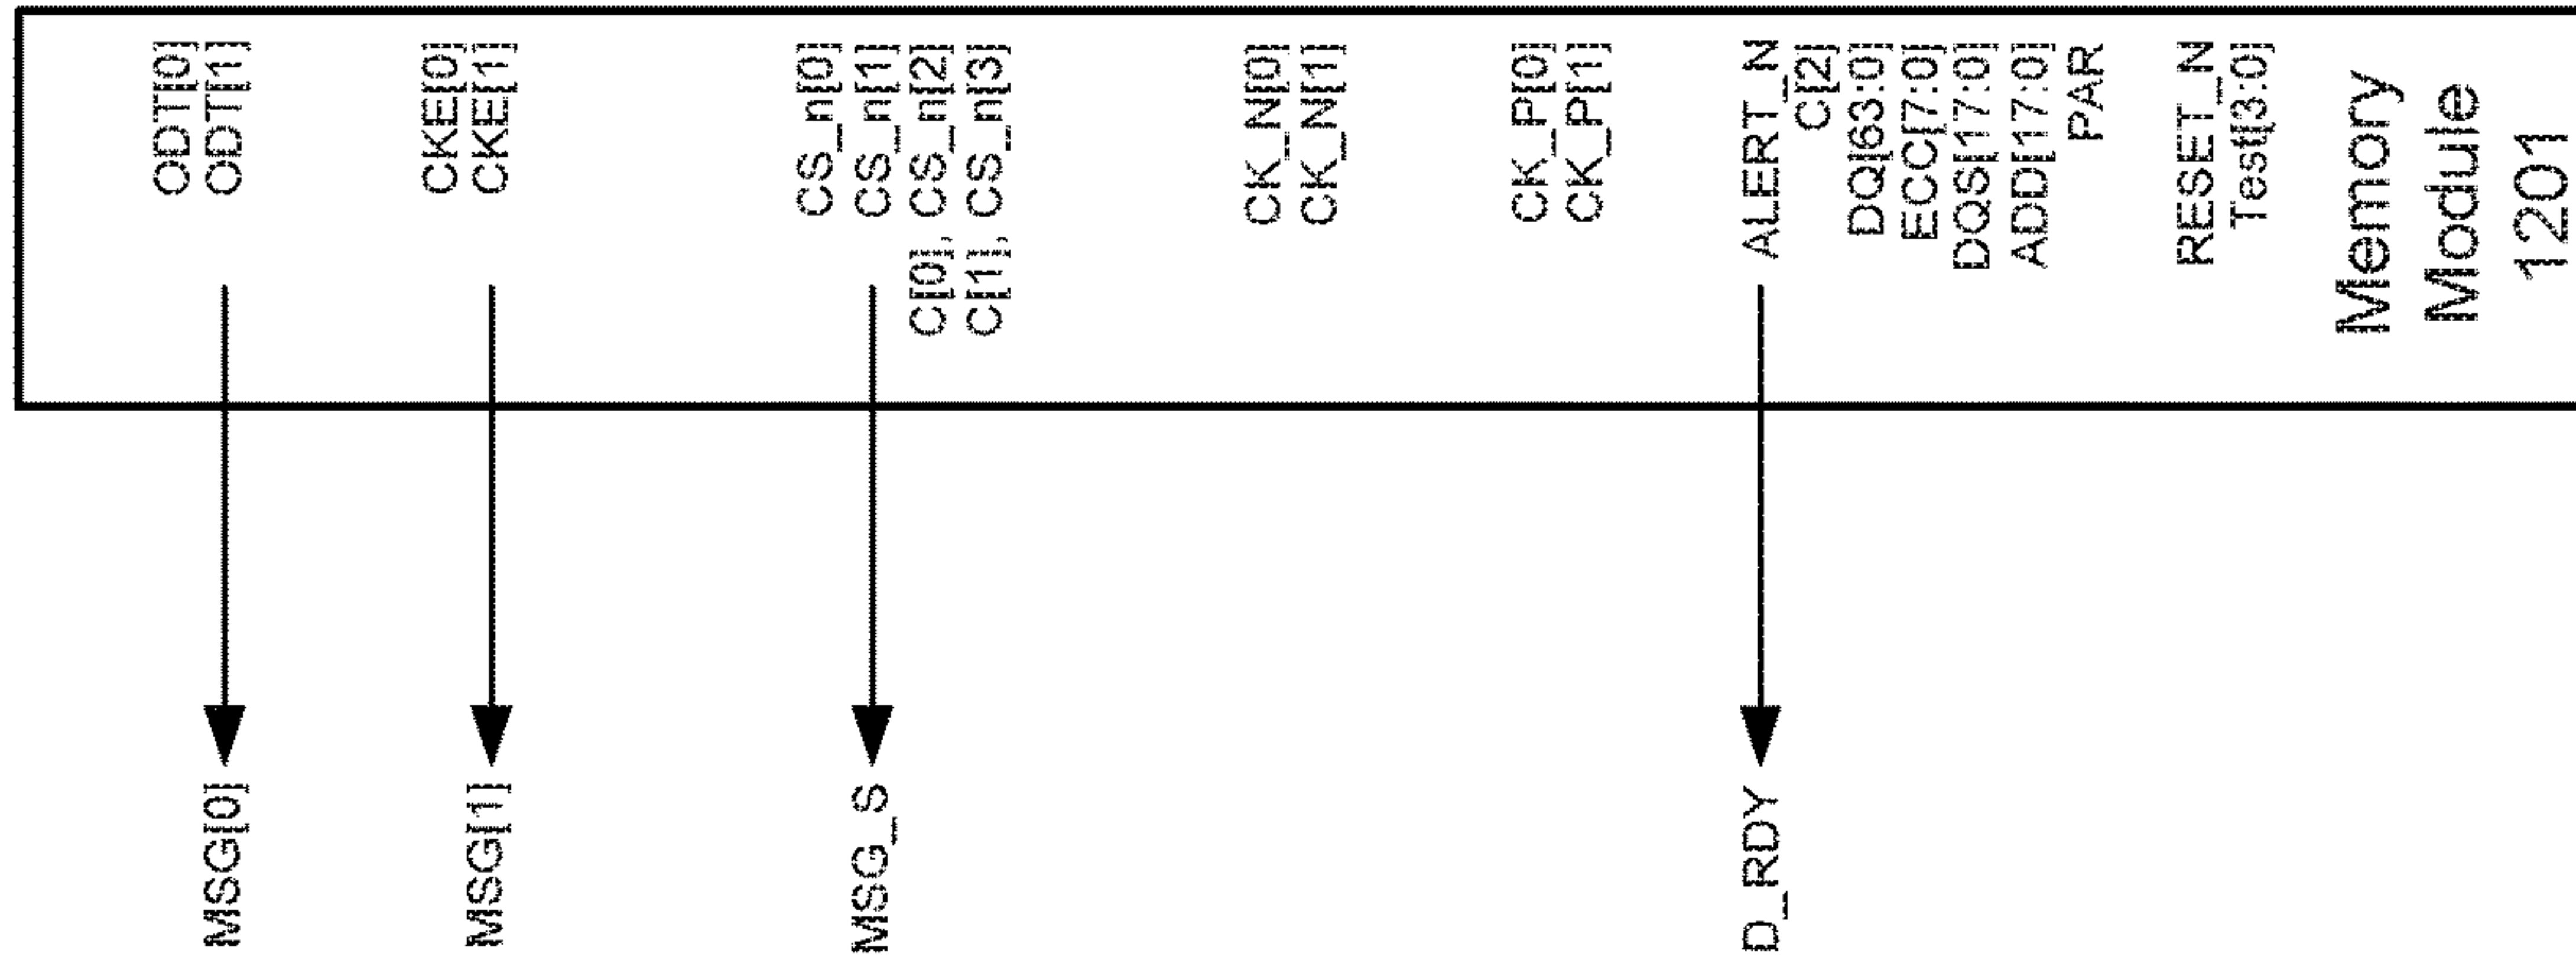 ODT[0]
ODT[1]
CKE[0]
CKE[1]
CS_n[0]
CS_n[1]
C[0], CS_n[2]
C[1], CS_n[3]
CK_N[0]
CK_N[1]
CK_P[0]
CK_P[1]
ALERT_N
C[2]
DQ[63:0]
ECC[7:0]
DQS[17:0]
ADD[17:0]
PAR
RESET_N
Test[3:0]
Memory
Module
1201
MSG[0]
MSG[1]
MSG_S
D_RDY